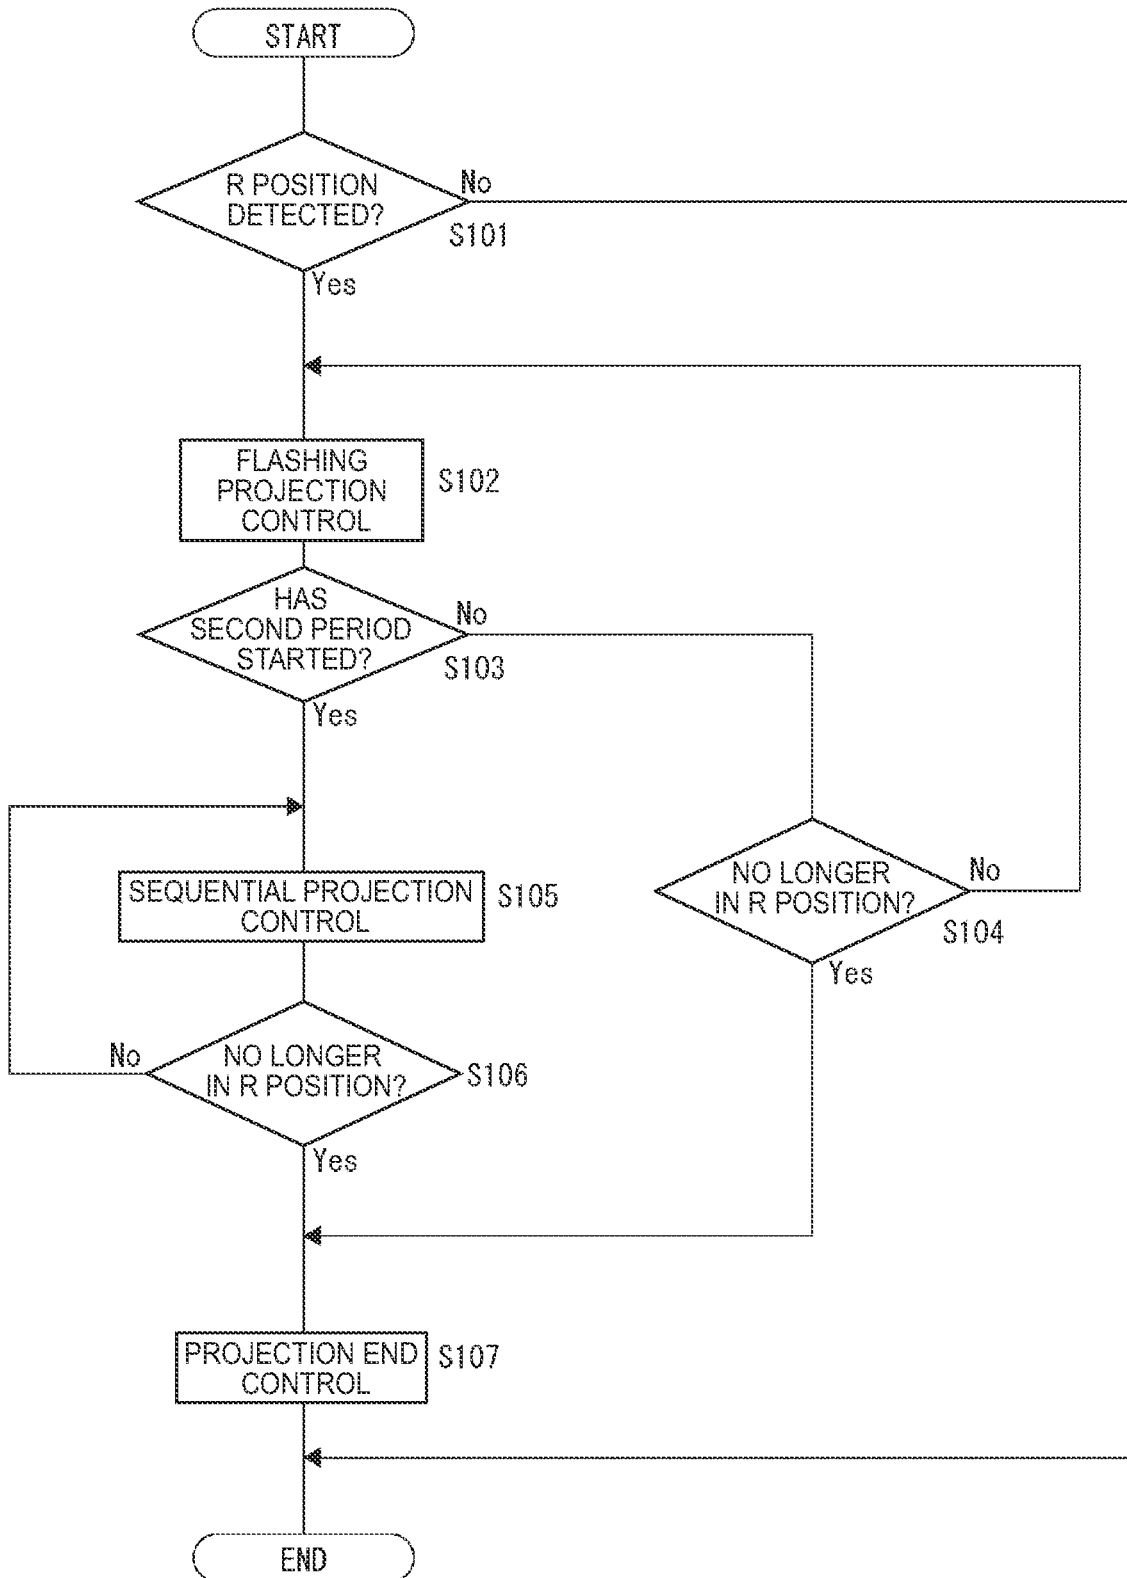 START
R POSITION
DETECTED?
No
S101
Yes
FLASHING
PROJECTION
CONTROL
S102
HAS
SECOND PERIOD
STARTED?
No
S103
Yes
SEQUENTIAL PROJECTION
CONTROL
S105
NO LONGER
IN R POSITION?
No
S104
Yes
No
NO LONGER
IN R POSITION?
S106
Yes
PROJECTION END
CONTROL
S107
END